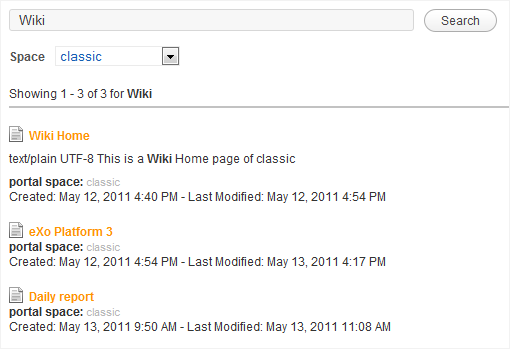 Wiki Search
Space classic
Showing 1 - 3 of 3 for Wiki
Wiki Home
text/plain UTF-8 This is a Wiki Home page of classic
portal space: classic
Created: May 12, 2011 4:40 PM - Last Modified: May 12, 2011 4:54 PM
eXo Platform 3
portal space: classic
Created: May 12, 2011 4:54 PM - Last Modified: May 13, 2011 4:17 PM
Daily report
portal space: classic
Created: May 13, 2011 9:50 AM - Last Modified: May 13, 2011 11:08 AM